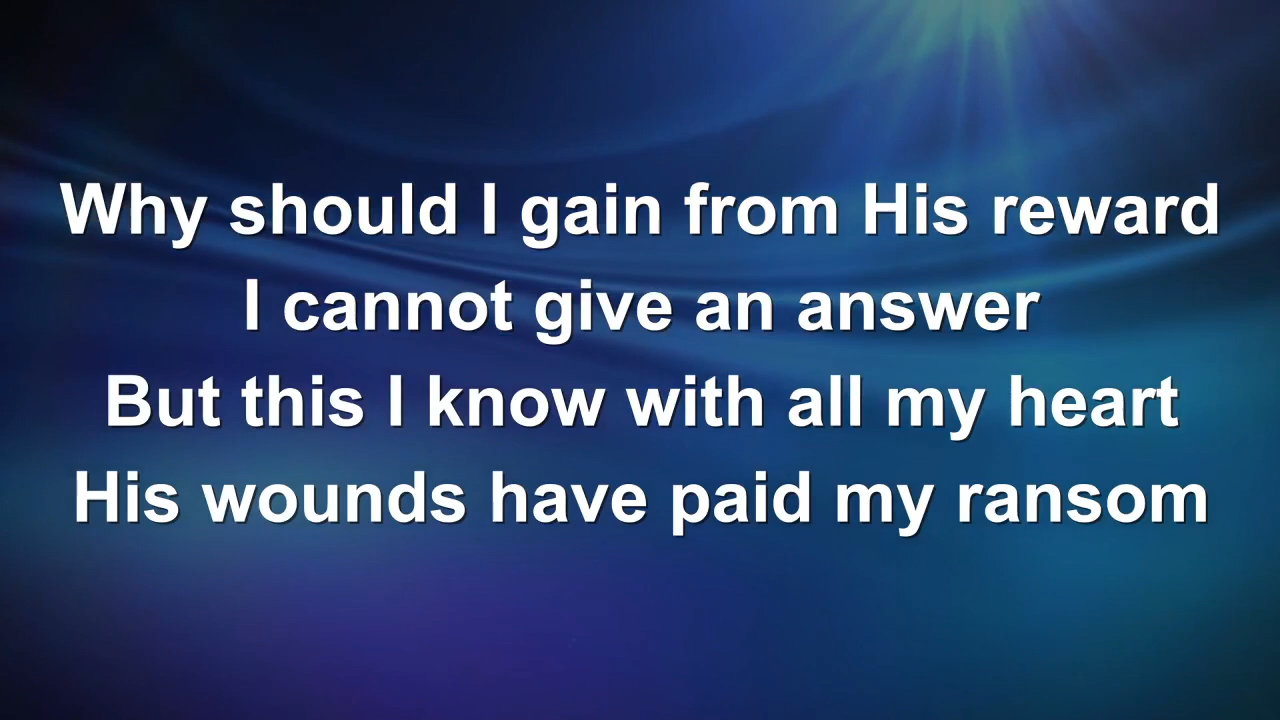 Why should I gain from His reward
I cannot give an answer
But this I know with all my heart
His wounds have paid my ransom